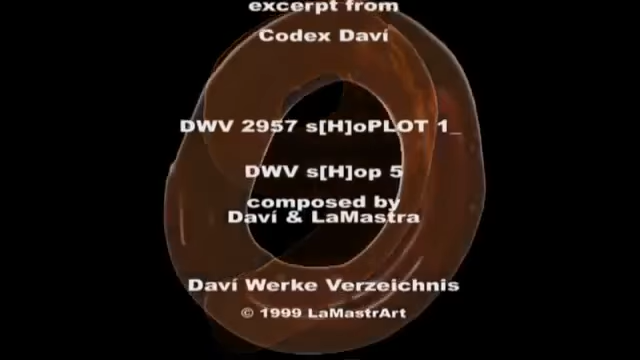 excerpt from
Codex Daví
DWV 2957 s[H]oPLOT 1_
DWV s[H]op 5
composed by
Daví & LaMastra
Daví Werke Verzeichnis
© 1999 LaMastrArt